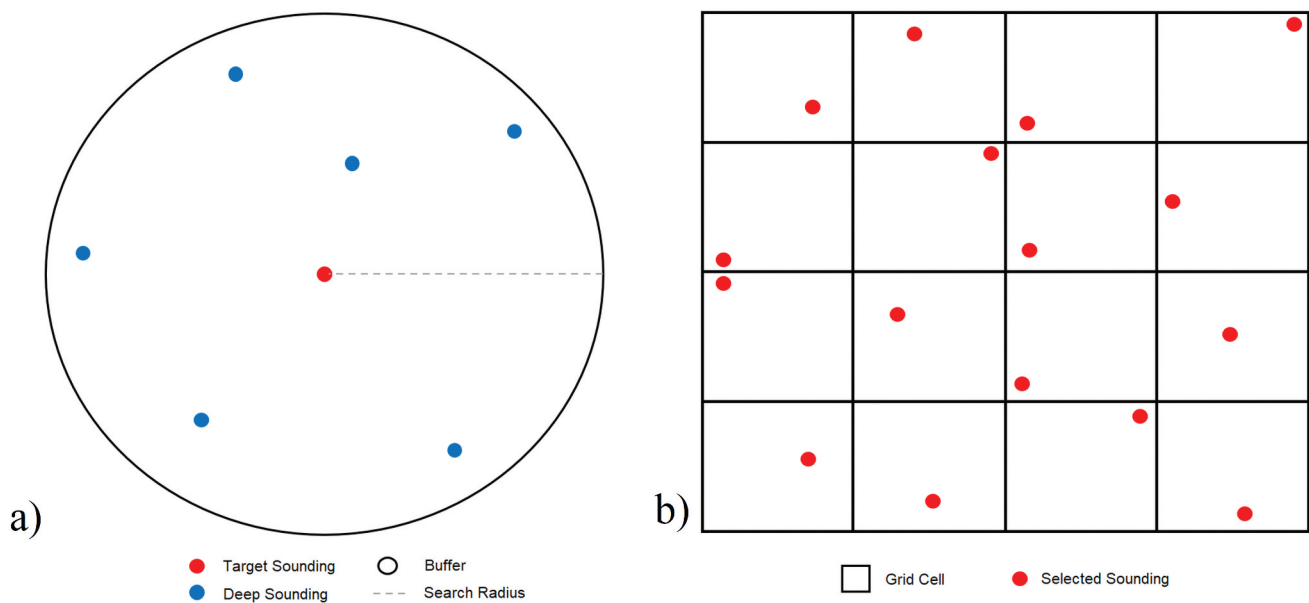 a)
Target Sounding
Buffer
Deep Sounding
Search Radius
b)
Grid Cell
Selected Sounding